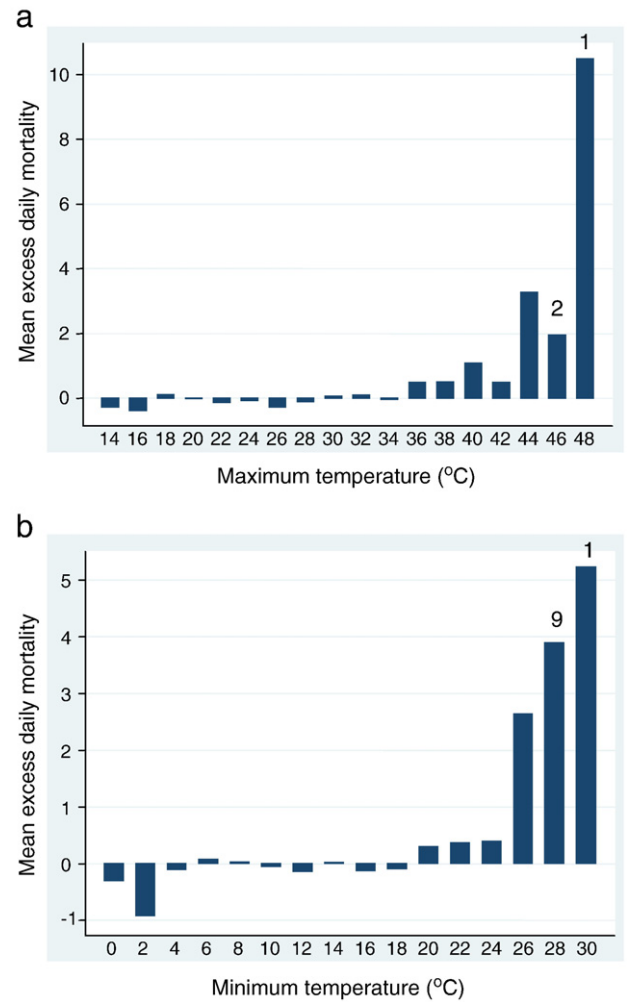 a
1
10
8
6
4
2
2
0
14 16 18 20 22 24 26 28 30 32 34 36 38 40 42 44 46 48
Mean excess daily mortality
Maximum temperature (°C)
b
1
5
9
4
3
2
1
0
-1
0 2 4 6 8 10 12 14 16 18 20 22 24 26 28 30
Mean excess daily mortality
Minimum temperature (°C)